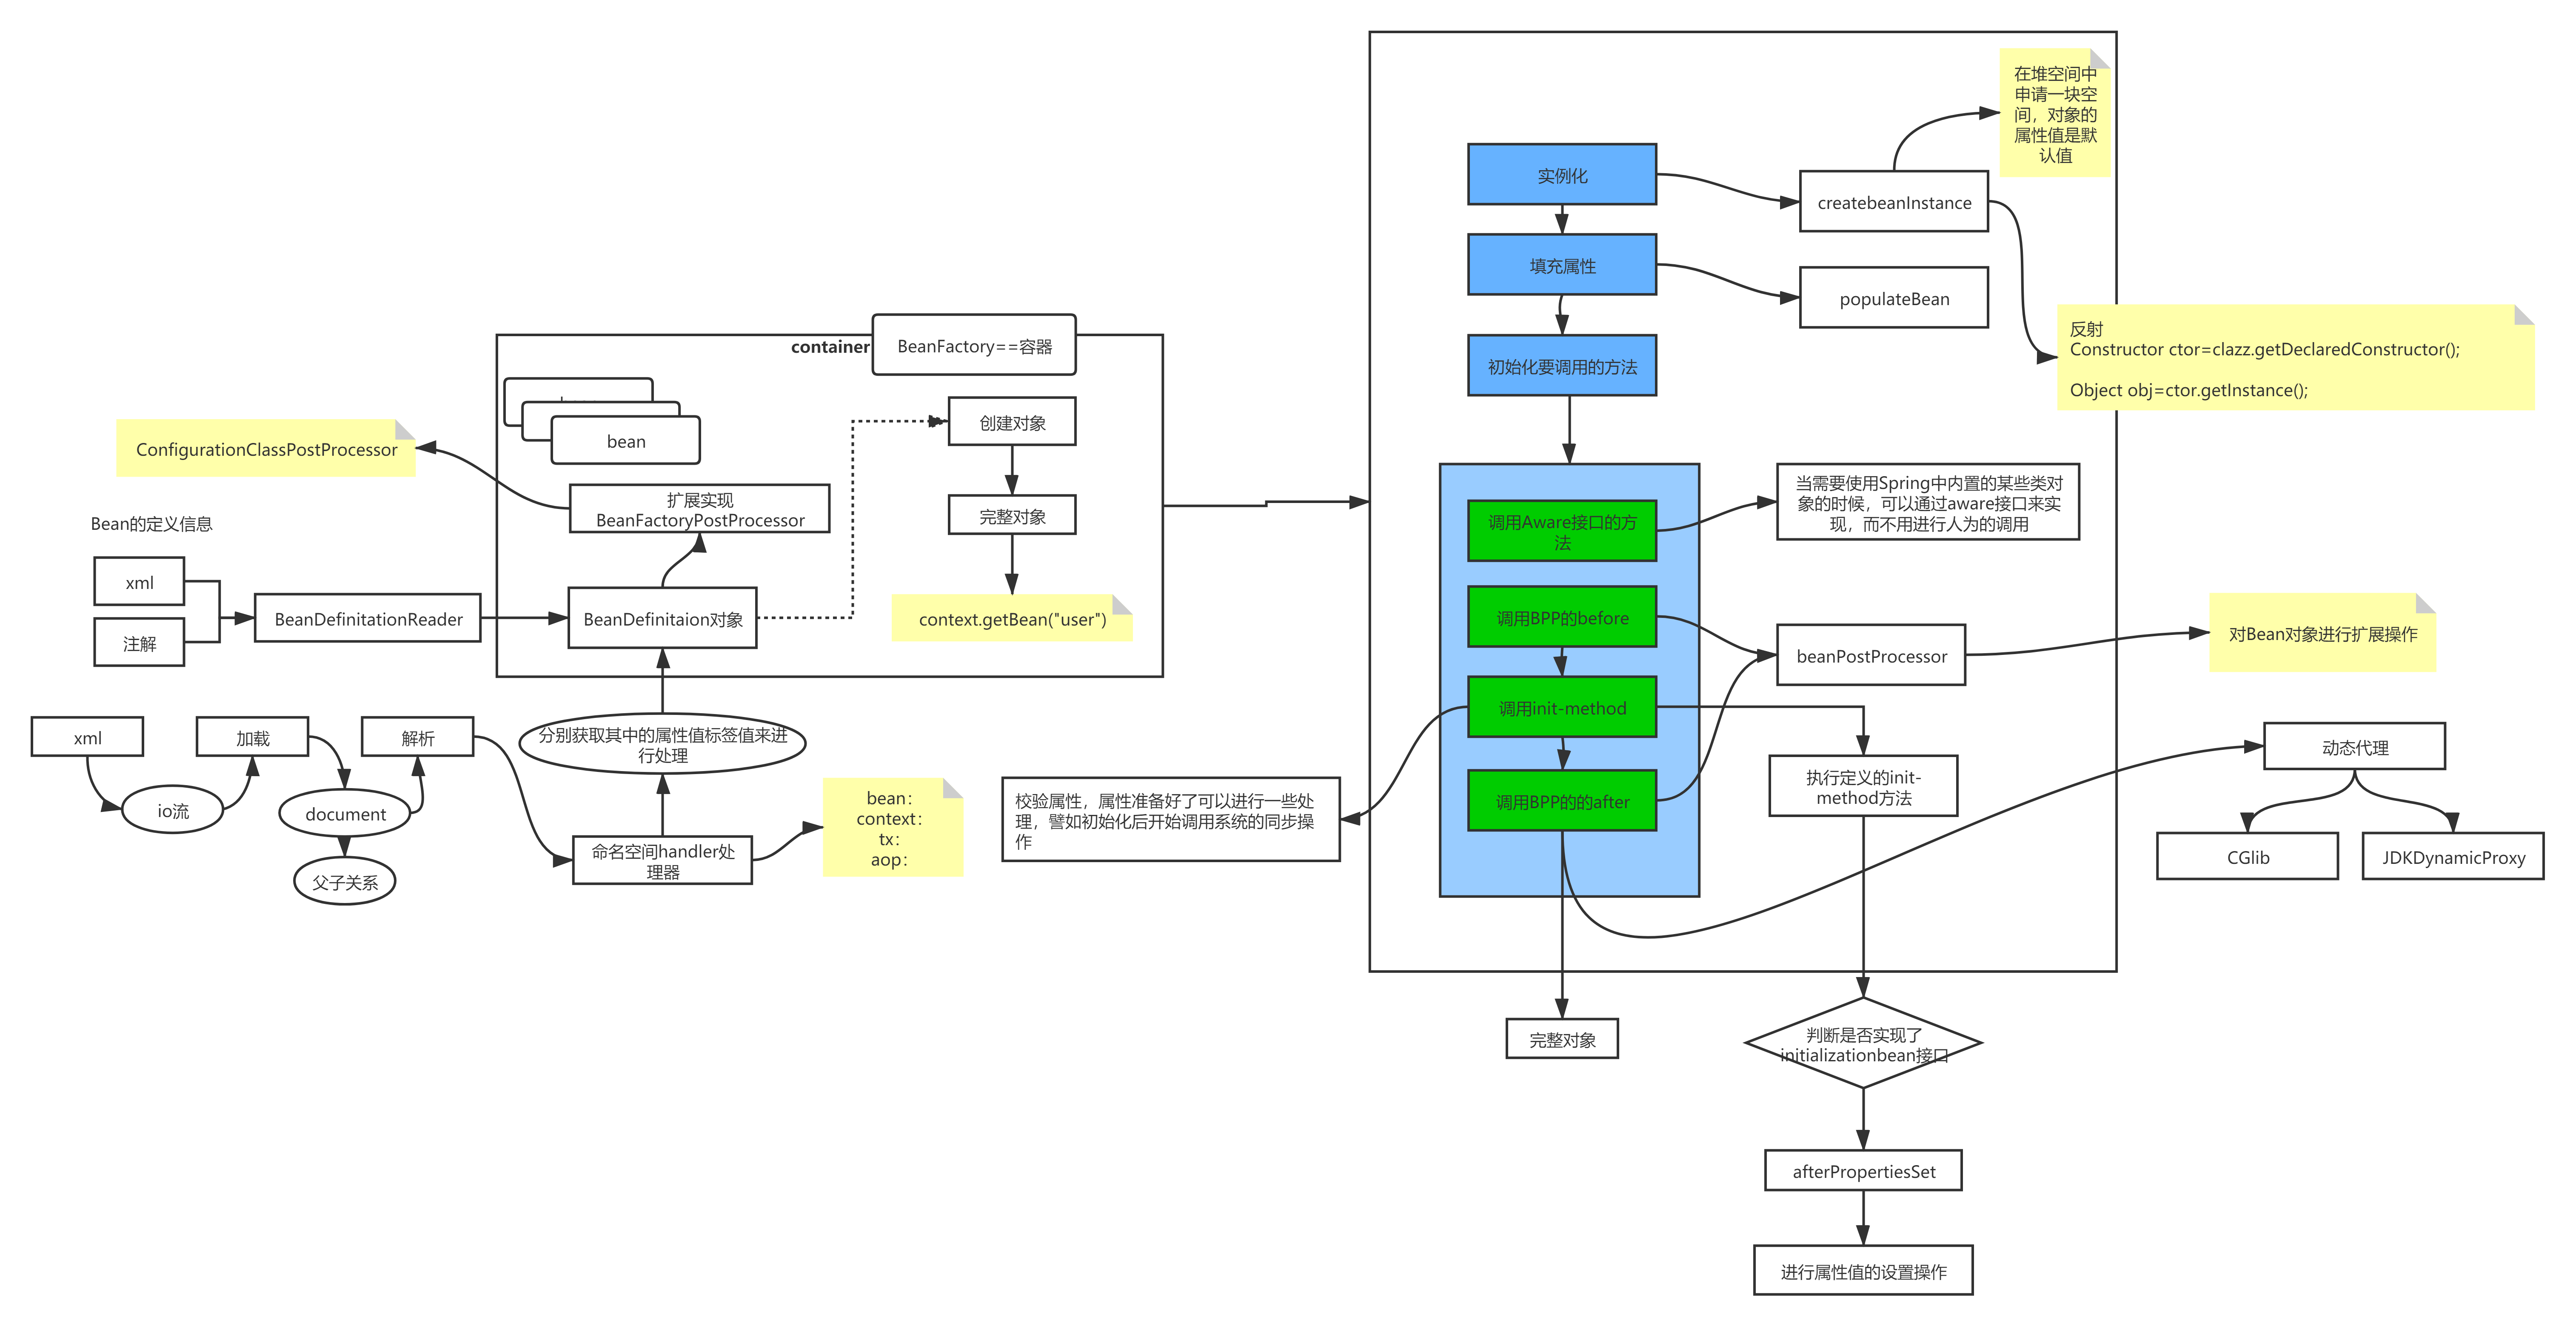 在堆空间中
申请一块空
间，对象的
属性值是默
认值
实例化
createbeanInstance
填充属性
populateBean
反射
Constructor ctor=clazz.getDeclaredConstructor();
Object obj=ctor.getInstance();
初始化要调用的方法
container
BeanFactory==容器
bean
创建对象
ConfigurationClassPostProcessor
扩展实现
BeanFactoryPostProcessor
完整对象
Bean的定义信息
xml
注解
BeanDefinitationReader
BeanDefinitaion对象
context.getBean("user")
调用Aware接口的方
法
当需要使用Spring中内置的某些类对
象的时候，可以通过aware接口来实
现，而不用进行人为的调用
调用BPP的before
beanPostProcessor
对Bean对象进行扩展操作
调用init-method
执行定义的init-
method方法
调用BPP的的after
校验属性，属性准备好了可以进行一些处
理，譬如初始化后开始调用系统的同步操
作
动态代理
CGlib
JDKDynamicProxy
xml
io流
加载
document
父子关系
解析
分别获取其中的属性值标签值来进
行处理
命名空间handler处
理器
bean：
context：
tx：
aop：
完整对象
判断是否实现了
initializationbean接口
afterPropertiesSet
进行属性值的设置操作